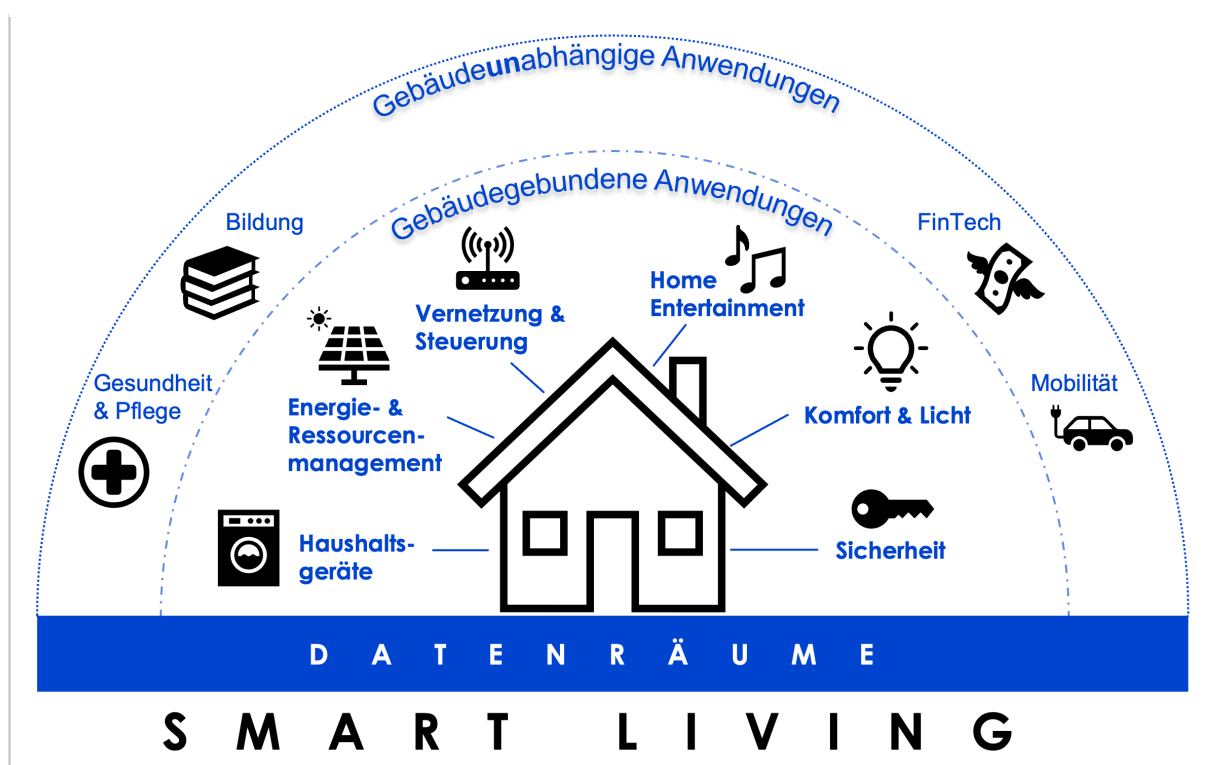 Gebäudeunabhängige Anwendungen
Gebäudegebundene Anwendungen
Bildung
FinTech
Home
Entertainment
Vernetzung &
Steuerung
Gesundheit
& Pflege
Mobilität
Energie- &
Ressourcen-
management
Komfort & Licht
Haushalts-
geräte
Sicherheit
DATENRÄUME
SMART LIVING